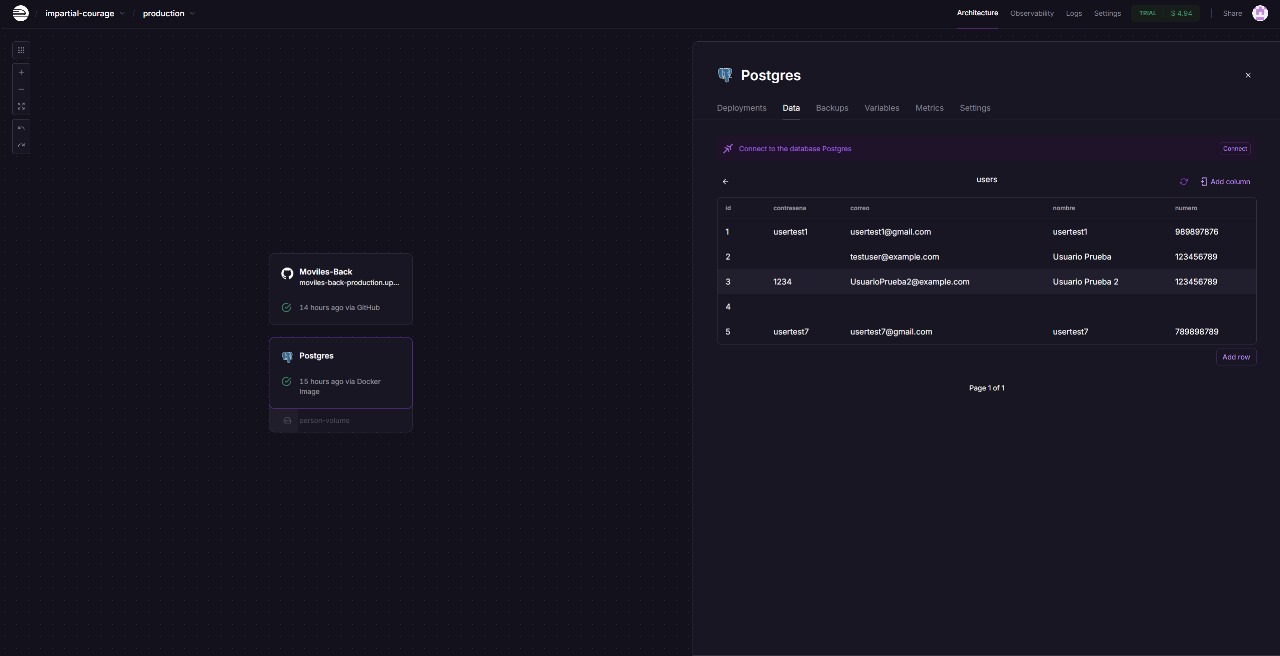 impartial-courage production Architecture Observability Logs Settings TRIAL $ 4.94 Share
Postgres
Deployments Data Backups Variables Metrics Settings
Connect to the database Postgres Connect
users Add column
id contrasena correo nombre numero
1 usertest1 usertest1@gmail.com usertest1 989897876
2 testuser@example.com Usuario Prueba 123456789
3 1234 UsuarioPrueba2@example.com Usuario Prueba 2 123456789
4
5 usertest7 usertest7@gmail.com usertest7 789898789
Add row
Page 1 of 1
Moviles-Back
moviles-back-production.up...
14 hours ago via GitHub
Postgres
15 hours ago via Docker
Image
person-volume